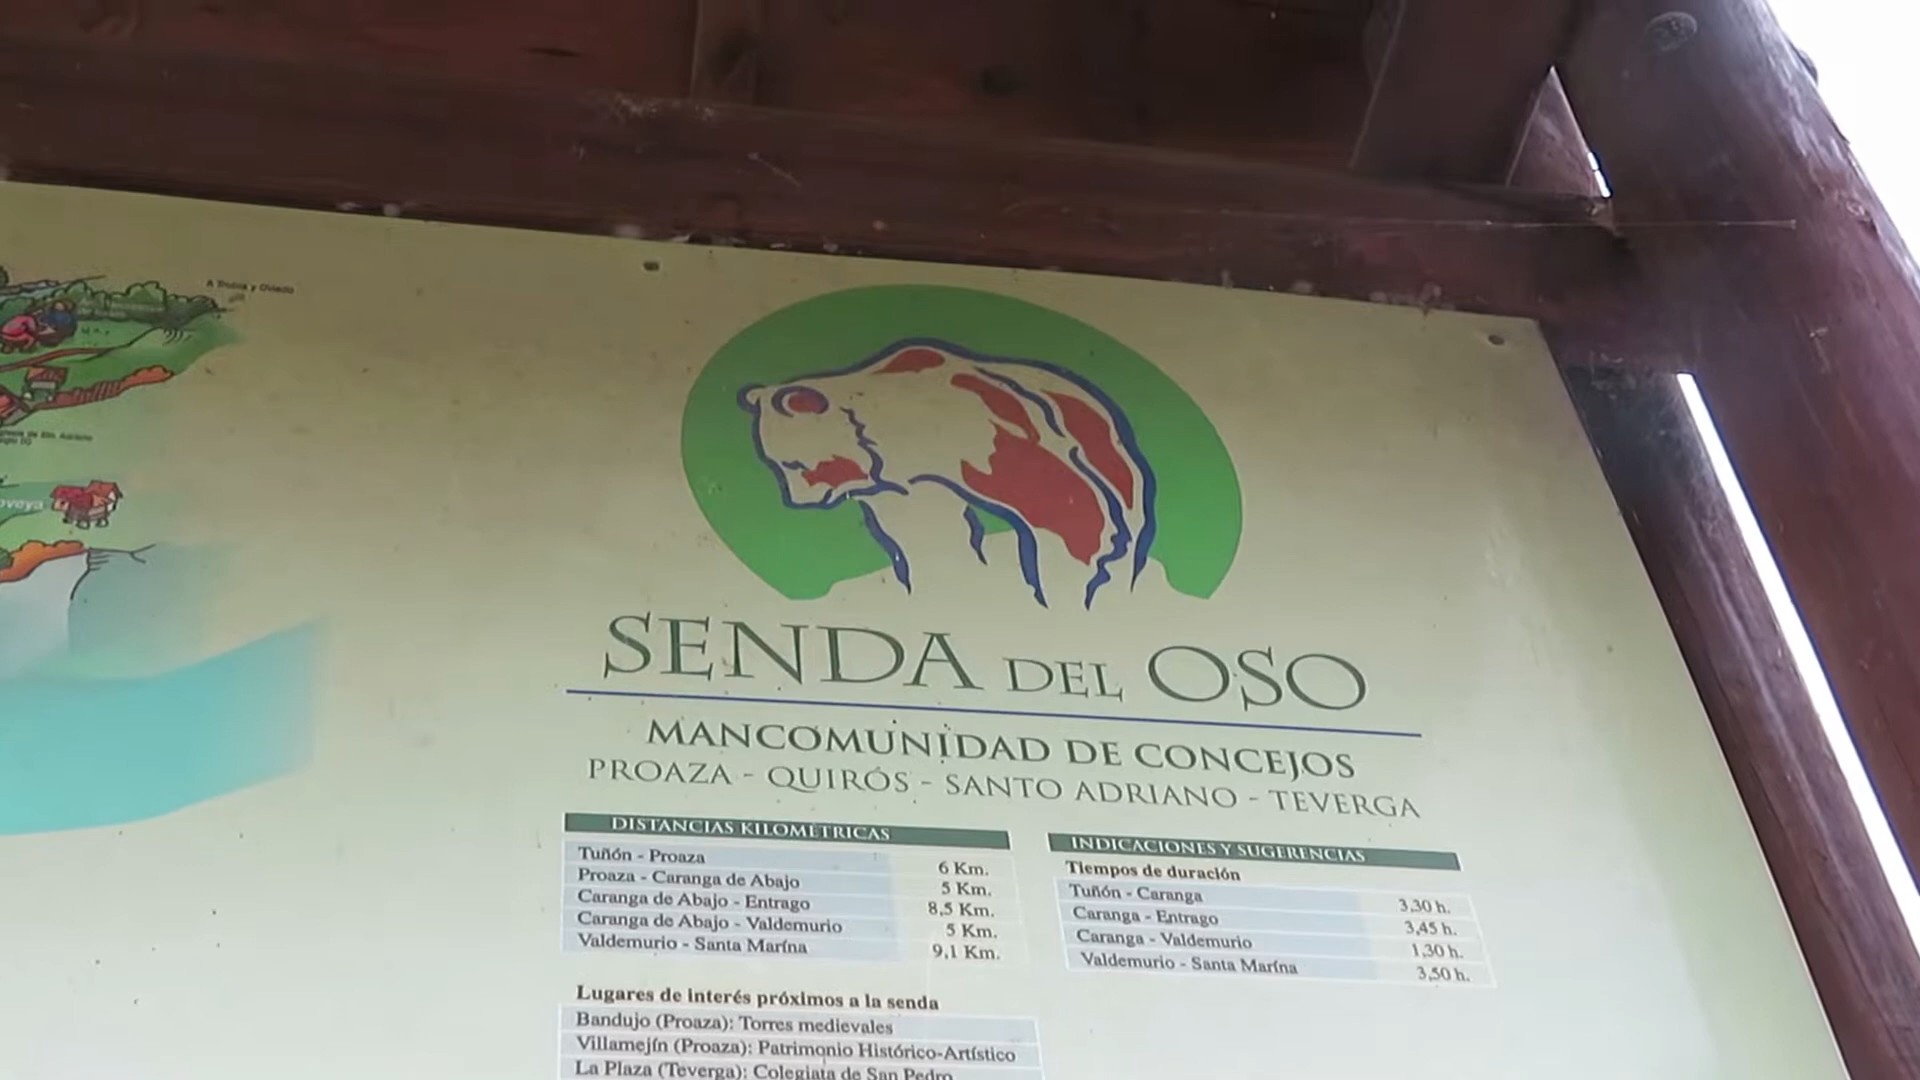 A Trubia y Oviedo
SENDA DEL OSO
MANCOMUNIDAD DE CONCEJOS
PROAZA - QUIRÓS - SANTO ADRIANO - TEVERGA
DISTANCIAS KILOMÉTRICAS
Tuñón - Proaza 6 Km.
Proaza - Caranga de Abajo 5 Km.
Caranga de Abajo - Entrago 8,5 Km.
Caranga de Abajo - Valdemurio 5 Km.
Valdemurio - Santa Marína 9,1 Km.
INDICACIONES Y SUGERENCIAS
Tiempos de duración
Tuñón - Caranga 3,30 h.
Caranga - Entrago 3,45 h.
Caranga - Valdemurio 1,30 h.
Valdemurio - Santa Marína 3,50 h.
Lugares de interés próximos a la senda
Bandujo (Proaza): Torres medievales
Villamejín (Proaza): Patrimonio Histórico-Artístico
La Plaza (Teverga): Colegiata de San Pedro